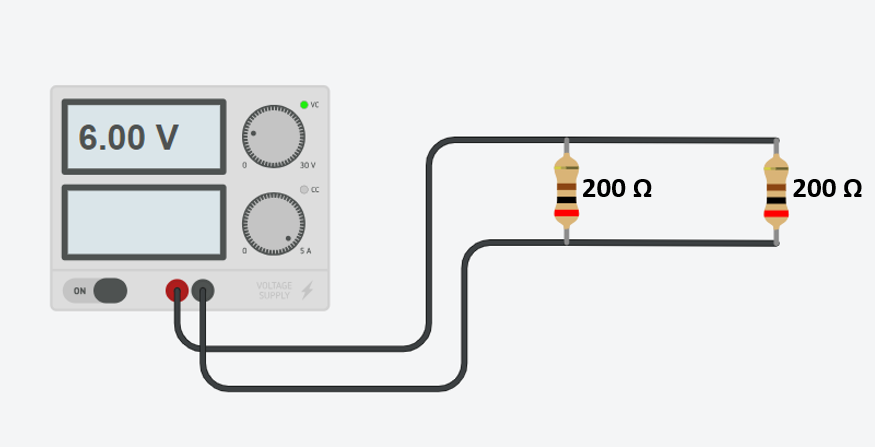 6.00 V
VC
0
30 V
CC
0
5 A
ON
VOLTAGE
SUPPLY
200 Ω
200 Ω